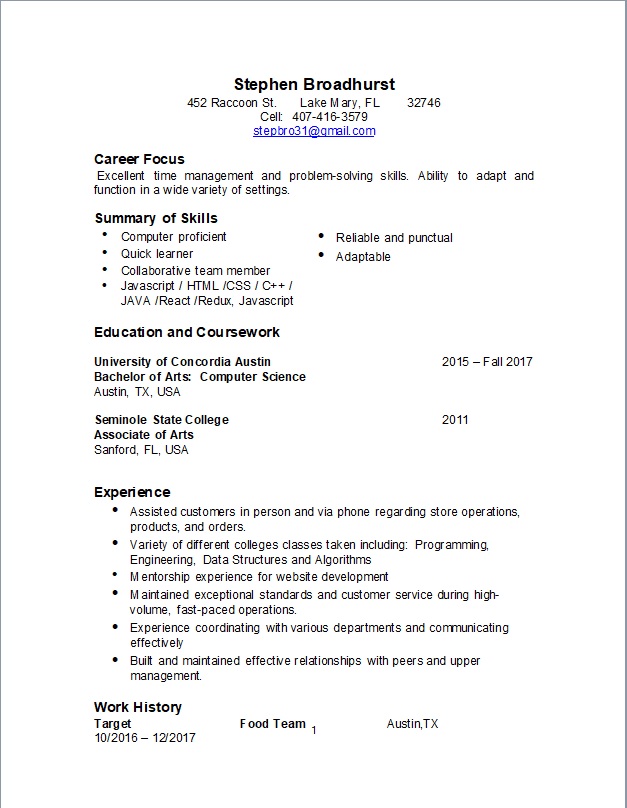 Stephen Broadhurst
452 Raccoon St. Lake Mary, FL 32746
Cell: 407-416-3579
stepbro31@gmail.com
Career Focus
Excellent time management and problem-solving skills. Ability to adapt and
function in a wide variety of settings.
Summary of Skills
• Computer proficient
• Quick learner
• Collaborative team member
• Javascript / HTML /CSS / C++ /
JAVA /React /Redux, Javascript
• Reliable and punctual
• Adaptable
Education and Coursework
University of Concordia Austin 2015 – Fall 2017
Bachelor of Arts: Computer Science
Austin, TX, USA
Seminole State College 2011
Associate of Arts
Sanford, FL, USA
Experience
• Assisted customers in person and via phone regarding store operations,
products, and orders.
• Variety of different colleges classes taken including: Programming,
Engineering, Data Structures and Algorithms
• Mentorship experience for website development
• Maintained exceptional standards and customer service during high-
volume, fast-paced operations.
• Experience coordinating with various departments and communicating
effectively
• Built and maintained effective relationships with peers and upper
management.
Work History
Target Food Team 1 Austin,TX
10/2016 – 12/2017